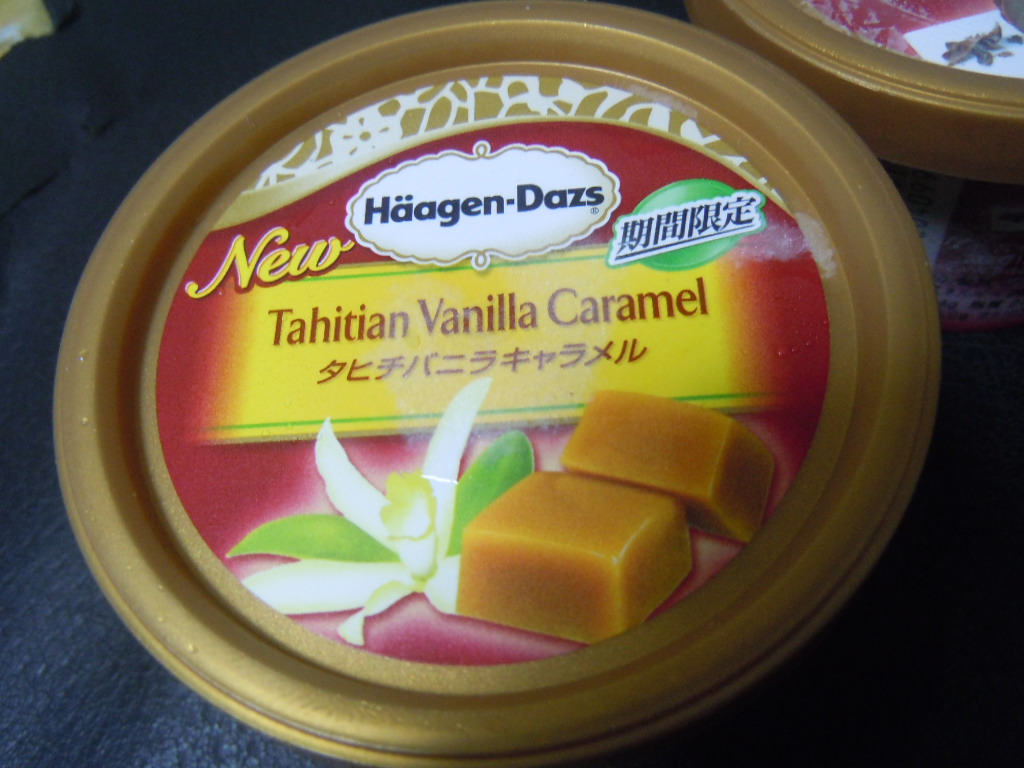 Häagen-Dazs®
期間限定
New
Tahitian Vanilla Caramel
タヒチバニラキャラメル